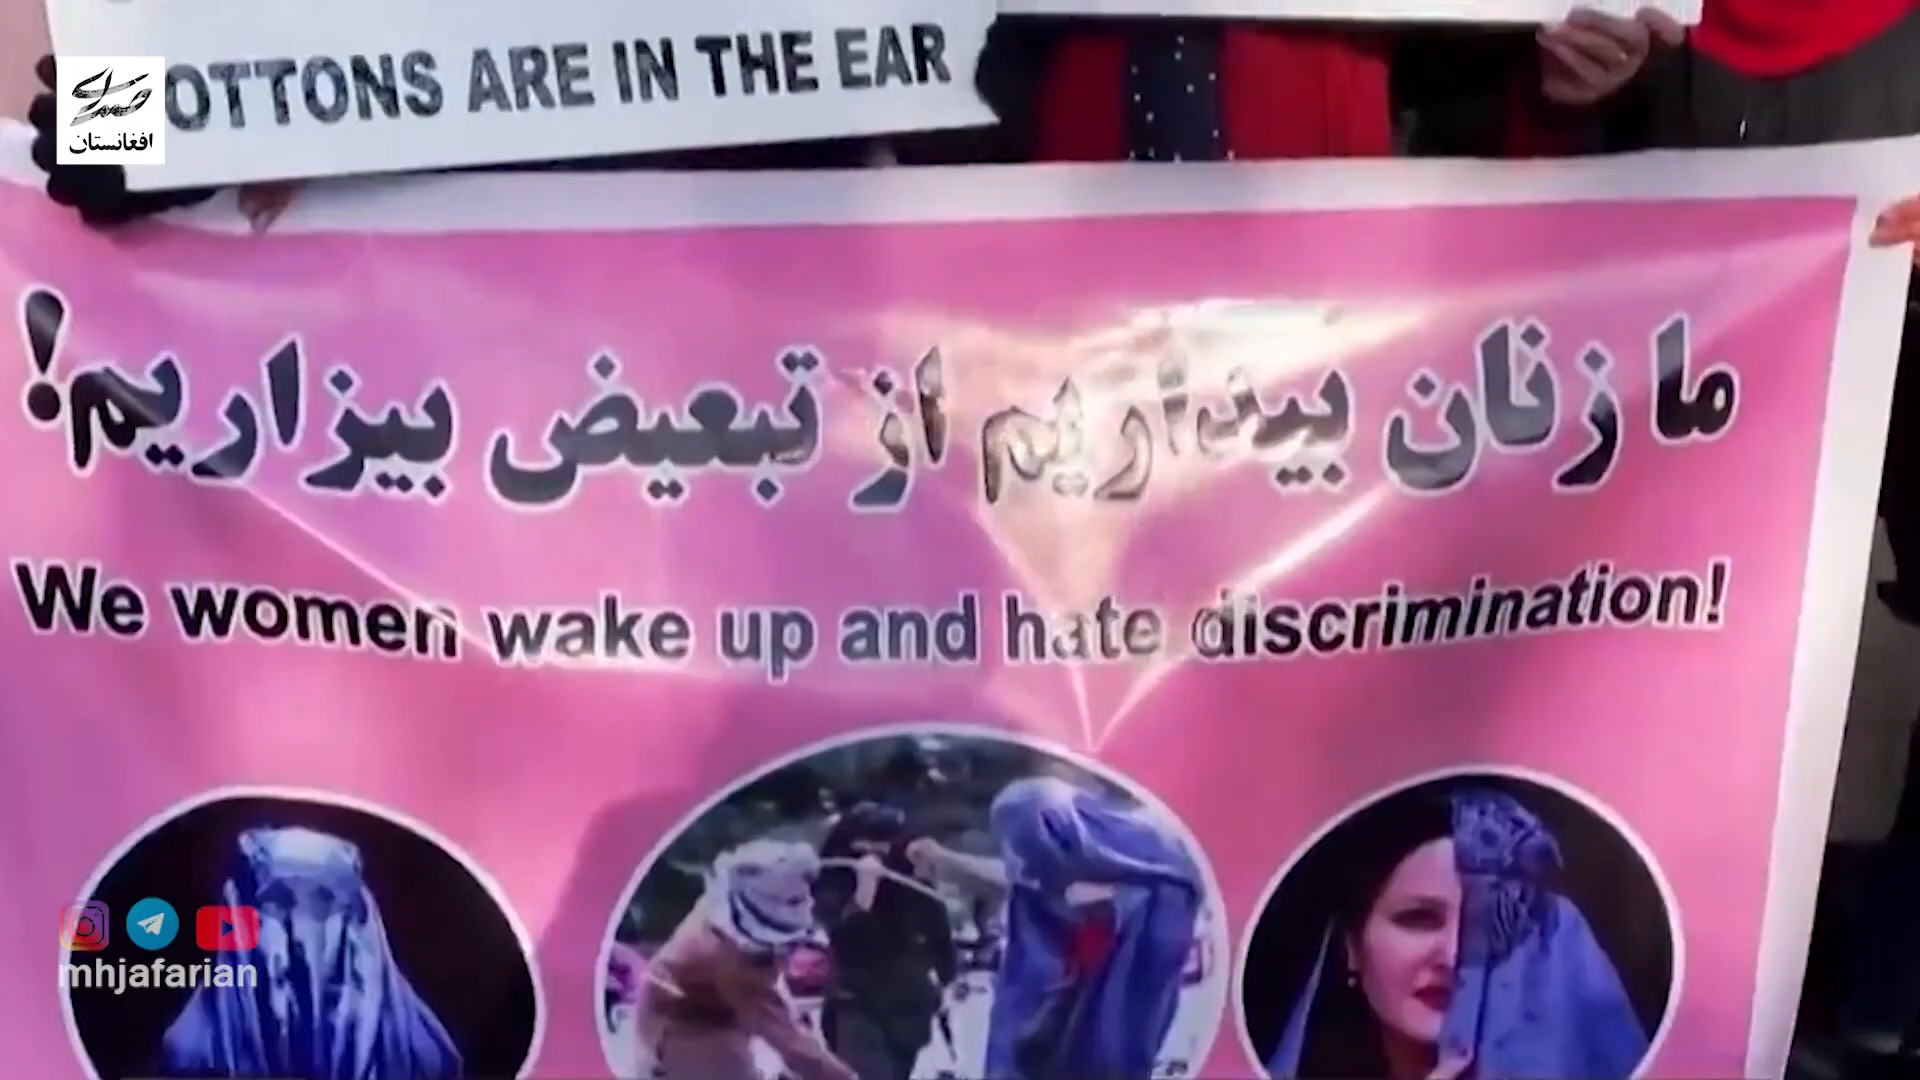 OTTONS ARE IN THE EAR
صدای
افغانستان
ما زنان بیداریم از تبعیض بیزاریم!
We women wake up and hate discrimination!
mhjafarian